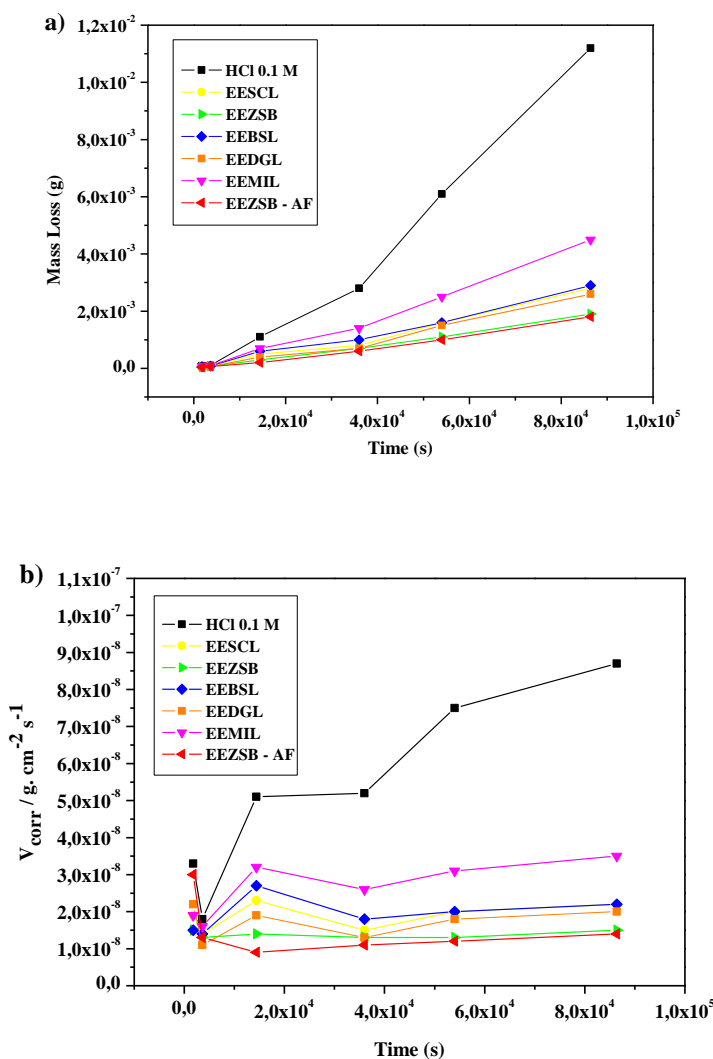 a)
1,2x10-2
1,0x10-2
8,0x10-3
6,0x10-3
4,0x10-3
2,0x10-3
0,0
Mass Loss (g)
HCl 0.1 M
EESCL
EEZSB
EEBSL
EEDGL
EEMIL
EEZSB - AF
0,0
2,0x10⁴
4,0x10⁴
6,0x10⁴
8,0x10⁴
1,0x10⁵
Time (s)
b)
1,1x10-7
1,0x10-7
9,0x10-8
8,0x10-8
7,0x10-8
6,0x10-8
5,0x10-8
4,0x10-8
3,0x10-8
2,0x10-8
1,0x10-8
0,0
Vcorr / g. cm-2 s-1
HCl 0.1 M
EESCL
EEZSB
EEBSL
EEDGL
EEMIL
EEZSB - AF
0,0
2,0x10⁴
4,0x10⁴
6,0x10⁴
8,0x10⁴
1,0x10⁵
Time (s)